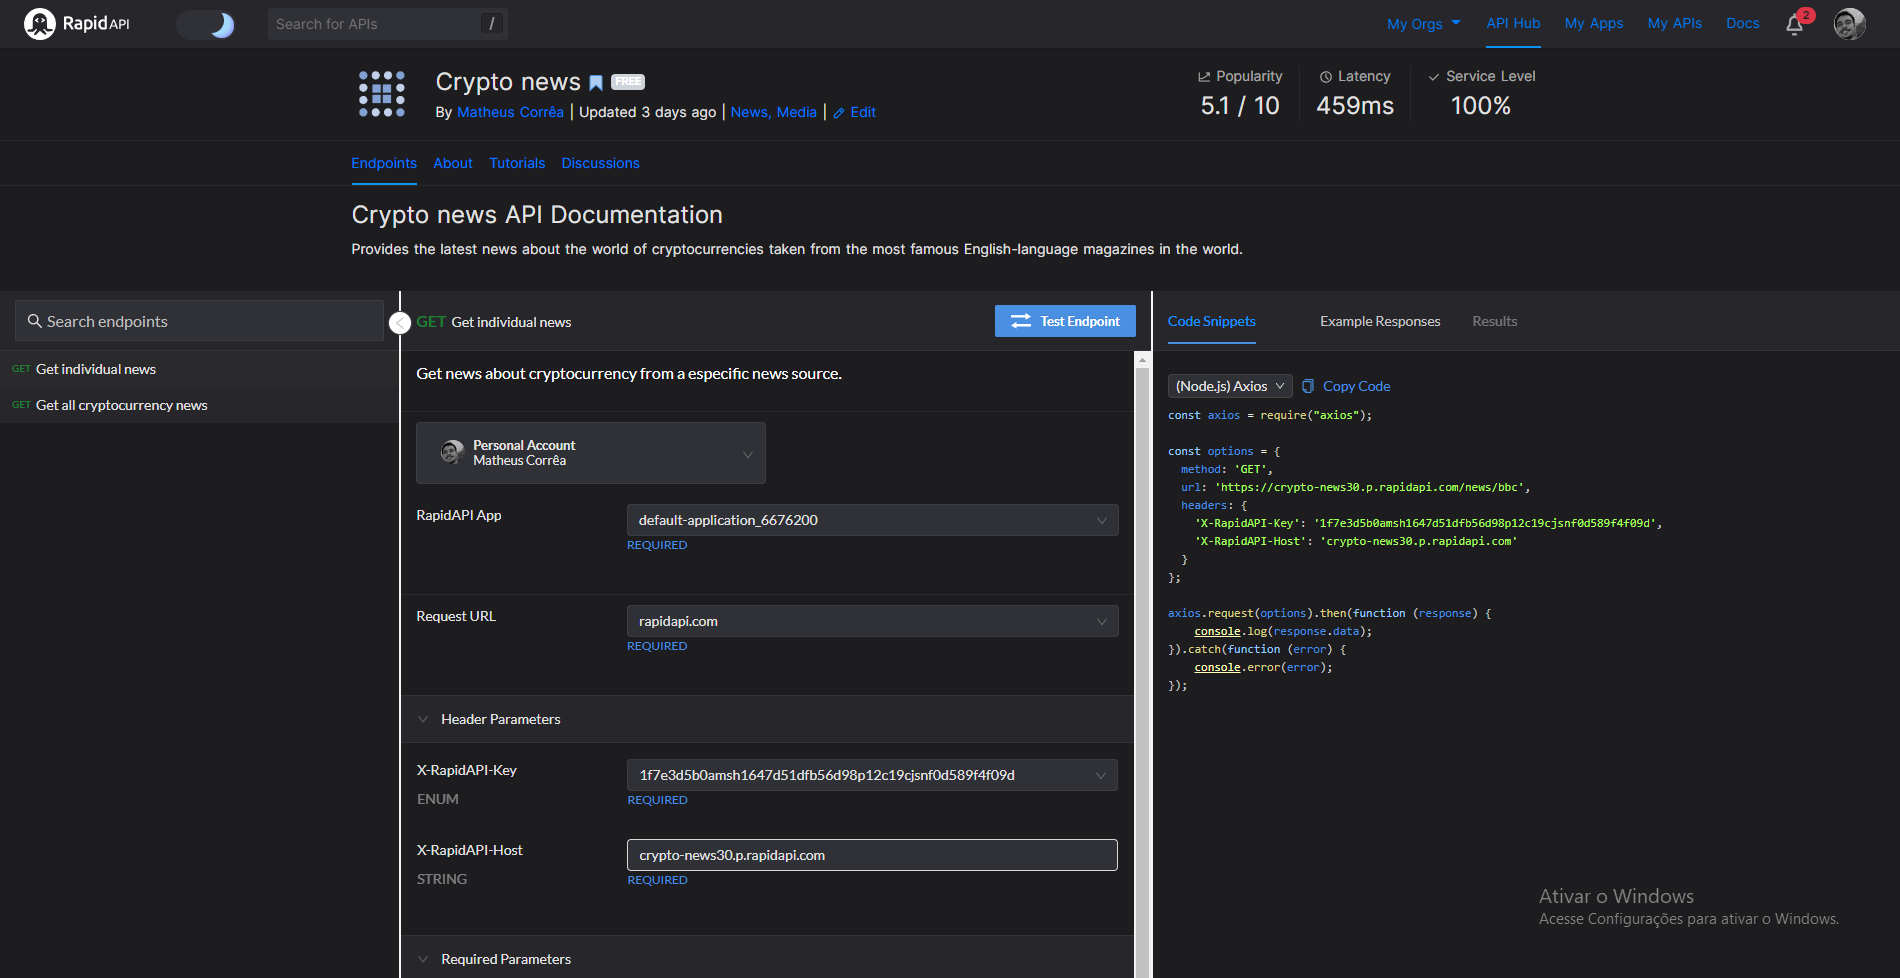 RapidAPI
Search for APIs /
My Orgs API Hub My Apps My APIs Docs 2
Crypto news FREE
By Matheus Corrêa | Updated 3 days ago | News, Media | Edit
Popularity
5.1 / 10
Latency
459ms
Service Level
100%
Endpoints About Tutorials Discussions
Crypto news API Documentation
Provides the latest news about the world of cryptocurrencies taken from the most famous English-language magazines in the world.
Search endpoints
GET Get individual news
GET Get all cryptocurrency news
GET Get individual news
Test Endpoint
Get news about cryptocurrency from a especific news source.
Personal Account
Matheus Corrêa
RapidAPI App
default-application_6676200
REQUIRED
Request URL
rapidapi.com
REQUIRED
Header Parameters
X-RapidAPI-Key
ENUM
1f7e3d5b0amsh1647d51dfb56d98p12c19cjsnf0d589f4f09d
REQUIRED
X-RapidAPI-Host
STRING
crypto-news30.p.rapidapi.com
REQUIRED
Required Parameters
Code Snippets Example Responses Results
(Node.js) Axios Copy Code
const axios = require("axios");
const options = {
method: 'GET',
url: 'https://crypto-news30.p.rapidapi.com/news/bbc',
headers: {
'X-RapidAPI-Key': '1f7e3d5b0amsh1647d51dfb56d98p12c19cjsnf0d589f4f09d',
'X-RapidAPI-Host': 'crypto-news30.p.rapidapi.com'
}
};
axios.request(options).then(function (response) {
console.log(response.data);
}).catch(function (error) {
console.error(error);
});
Ativar o Windows
Acesse Configurações para ativar o Windows.